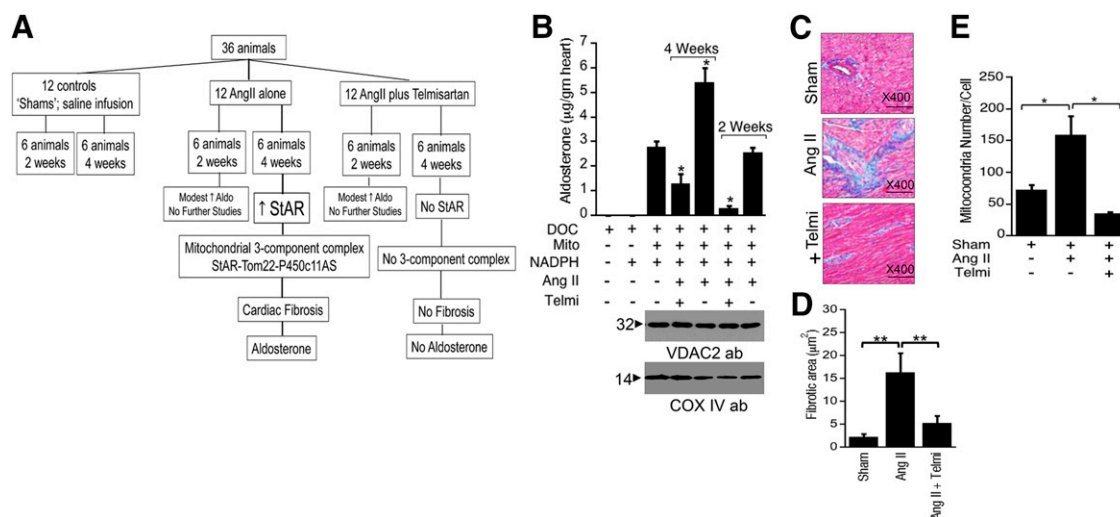 A
36 animals
12 controls
'Shams'; saline infusion
12 AngII alone
12 AngII plus Telmisartan
6 animals
2 weeks
6 animals
4 weeks
6 animals
2 weeks
6 animals
4 weeks
6 animals
2 weeks
6 animals
4 weeks
Modest ↑ Aldo
No Further Studies
↑ StAR
Modest ↑ Aldo
No Further Studies
No StAR
Mitochondrial 3-component complex
StAR-Tom22-P450c11AS
No 3-component complex
Cardiac Fibrosis
No Fibrosis
Aldosterone
No Aldosterone
B
Aldosterone (µg/gm heart)
7
6
5
4
3
2
1
0
4 Weeks
2 Weeks
* * *
DOC + + + + + + +
Mito - - + + + + +
NADPH - + + + + + +
Ang II - - - + + + +
Telmi - - - + - + -
32
VDAC2 ab
14
COX IV ab
C
Sham
X400
Ang II
X400
+ Telmi
X400
D
Fibrotic area (µm²)
30
25
20
15
10
5
0
** **
Sham
Ang II
Ang II + Telmi
E
Mitocoondria Number/Cell
250
200
150
100
50
0
* *
Sham + + +
Ang II - + +
Telmi - - +